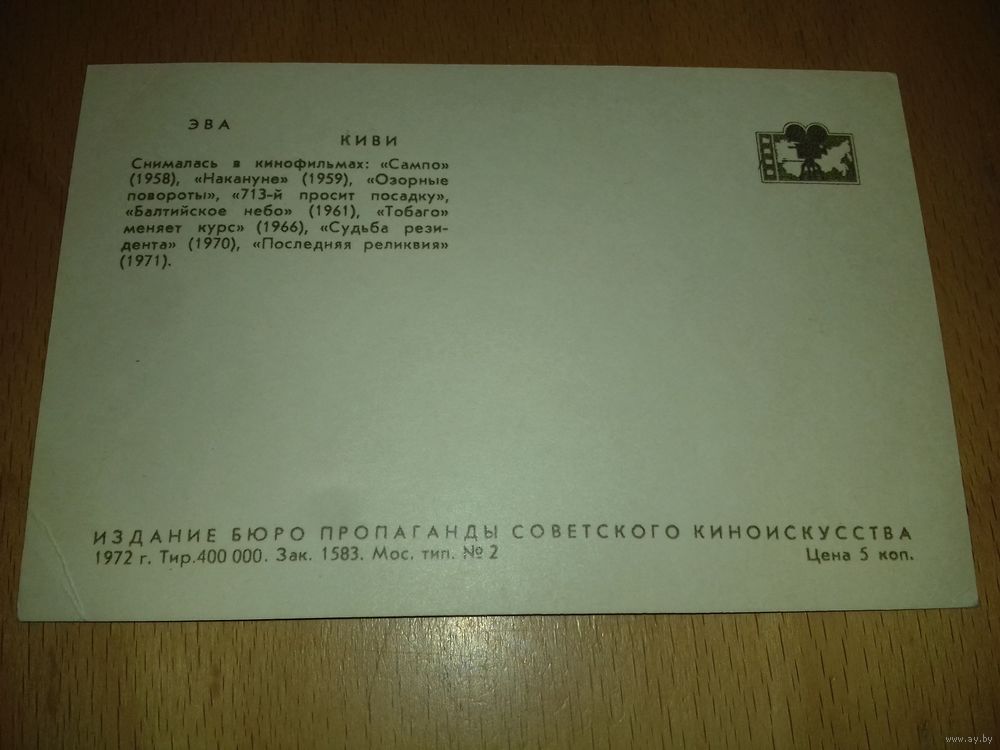 ЭВА
КИВИ
Снималась в кинофильмах: «Сампо»
(1958), «Накануне» (1959), «Озорные
повороты», «713-й просит посадку»,
«Балтийское небо» (1961), «Тобаго»
меняет курс» (1966), «Судьба рези-
дента» (1970), «Последняя реликвия»
(1971).
ИЗДАНИЕ БЮРО ПРОПАГАНДЫ СОВЕТСКОГО КИНОИСКУССТВА
1972 г. Тир.400 000. Зак. 1583. Мос. тип. № 2 Цена 5 коп.
www.ay.by